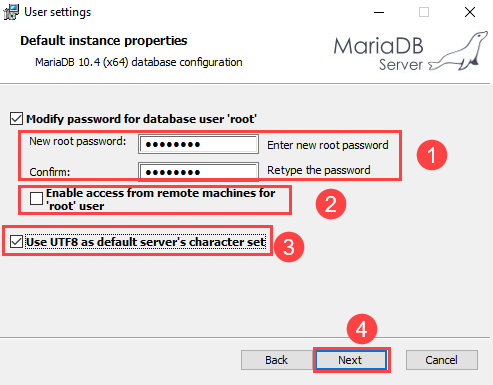 User settings
Default instance properties
MariaDB 10.4 (x64) database configuration
MariaDB
Server
Modify password for database user 'root'
New root password: ●●●●●●●● Enter new root password
Confirm: ●●●●●●●● Retype the password
1
Enable access from remote machines for
'root' user
2
Use UTF8 as default server's character set
3
4
Back Next Cancel